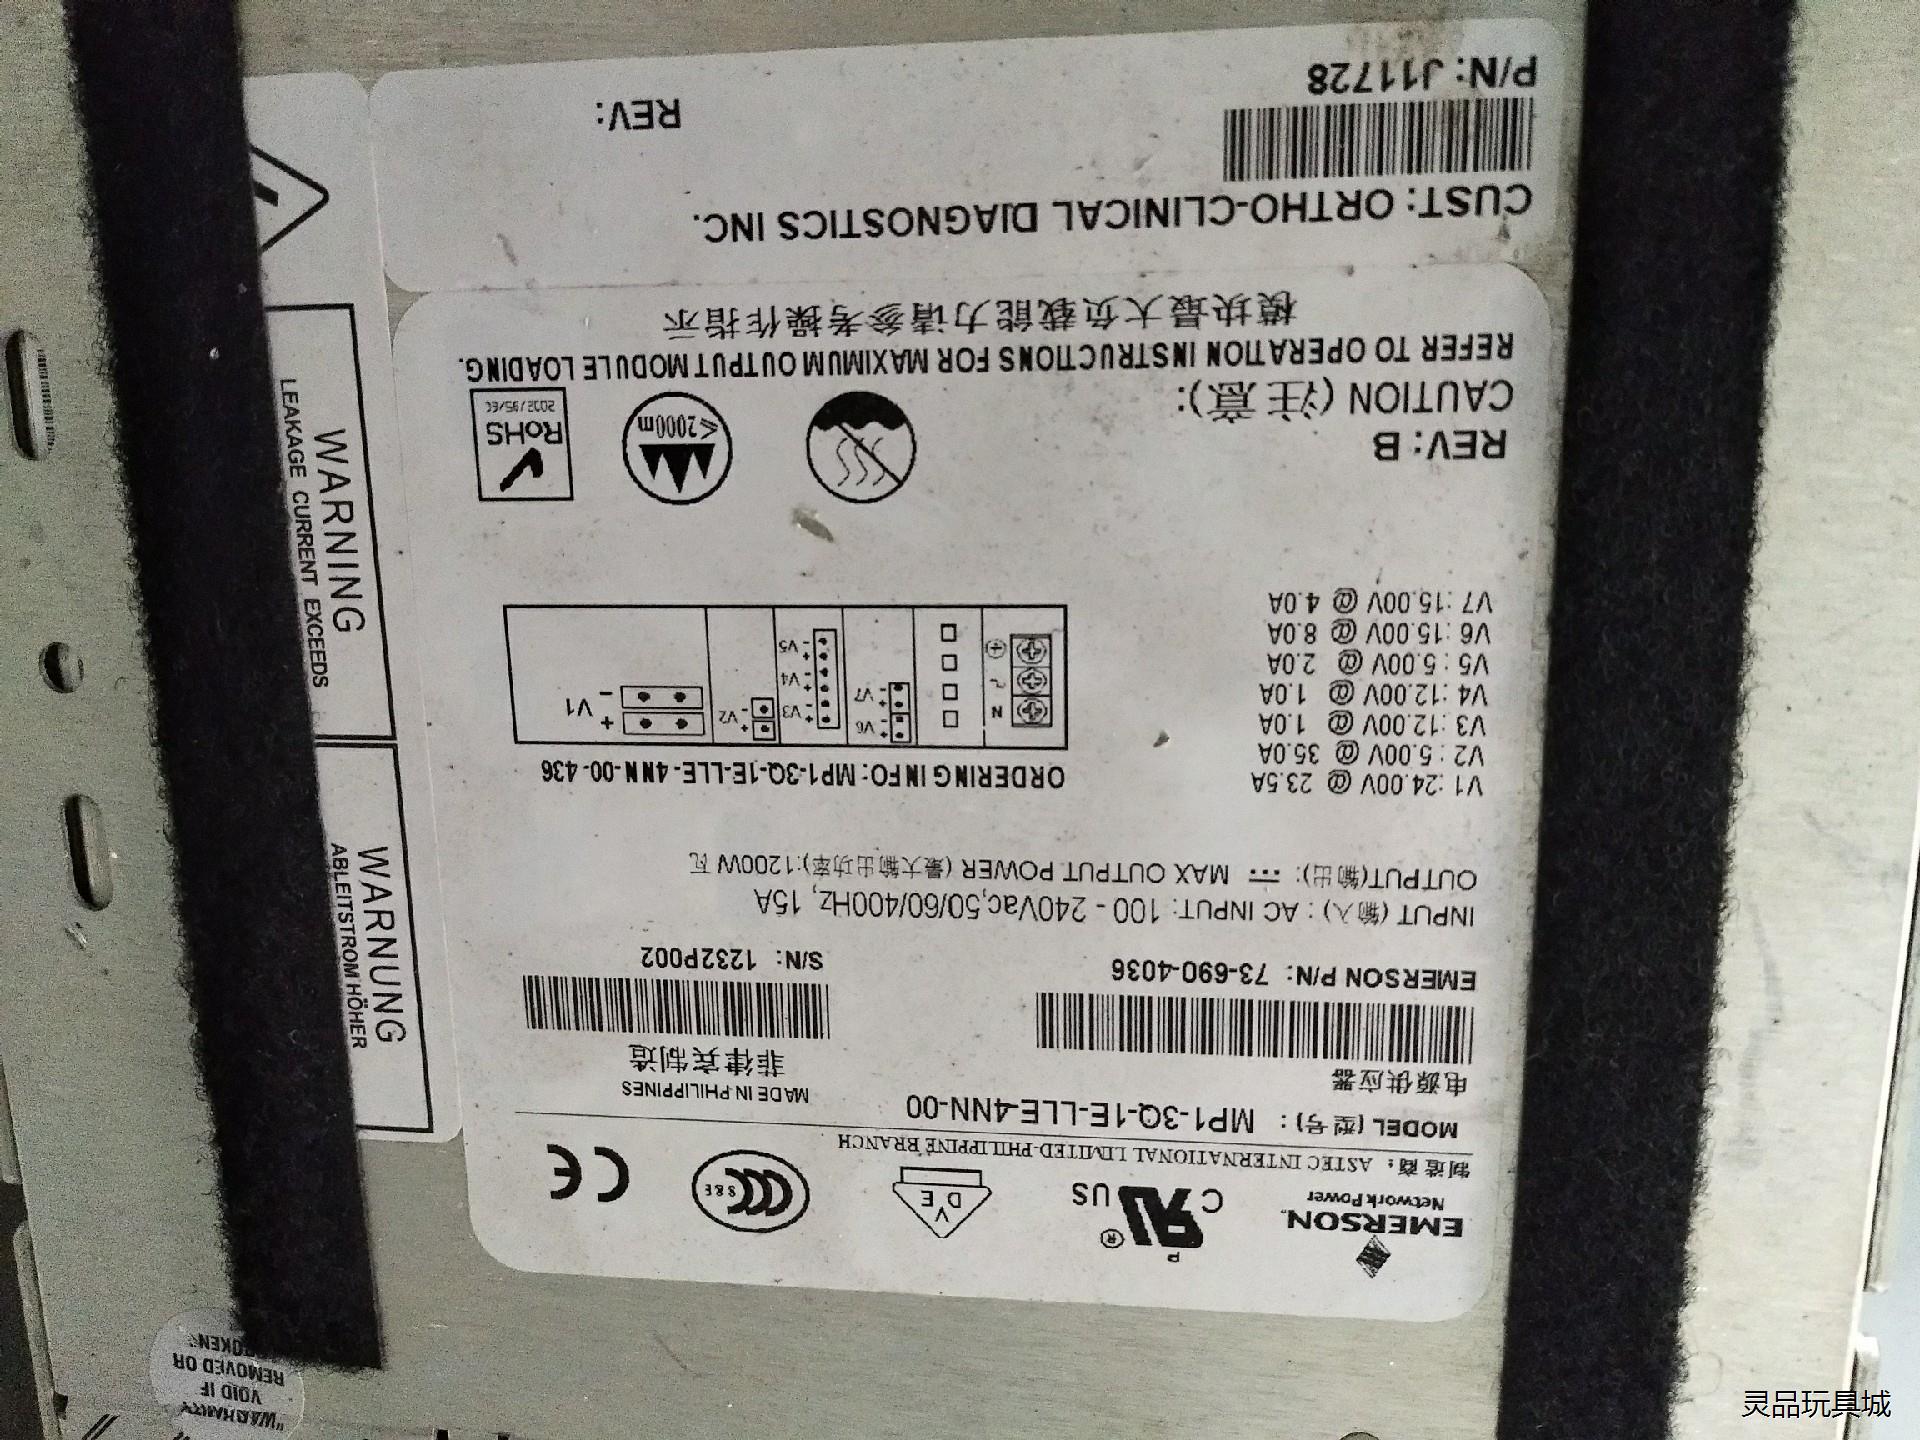 EMERSON
Network Power
C
US
P
®
V
D E
S&E
CE
制造商: ASTEC INTERNATIONAL LIMITED-PHILIPPINE BRANCH
MODEL (型号): MP1-3Q-1E-LLE-4NN-00
电源供应器
MADE IN PHILIPPINES
菲律宾制造
EMERSON P/N: 73-690-4036
S/N: 1232P002
INPUT (输入): AC INPUT: 100 - 240Vac,50/60/400Hz, 15A
OUTPUT(输出): MAX OUTPUT POWER (最大输出功率):1200W 瓦
V1 :24.00V @ 23.5A
V2 : 5.00V @ 35.0A
V3 :12.00V @ 1.0A
V4 :12.00V @ 1.0A
V5 : 5.00V @ 2.0A
V6 :15.00V @ 8.0A
V7 :15.00V @ 4.0A
ORDERING INFO: MP1-3Q-1E-LLE-4NN-00-436
N
~
V6 +
-
V7 +
-
V3 +
-
V4 +
-
V5 +
-
V2 +
-
V1 +
-
REV: B
CAUTION (注意):
REFER TO OPERATION INSTRUCTIONS FOR MAXIMUM OUTPUT MODULE LOADING.
模块最大负载能力请参考操作指示
≤2000m
RoHS
2002/95/EC
CUST: ORTHO-CLINICAL DIAGNOSTICS INC.
P/N: J11728
REV:
WARNING
LEAKAGE CURRENT EXCEEDS
WARNUNG
ABLEITSTROM HÖHER
"WARRANTY
VOID IF
REMOVED OR
灵品玩具城